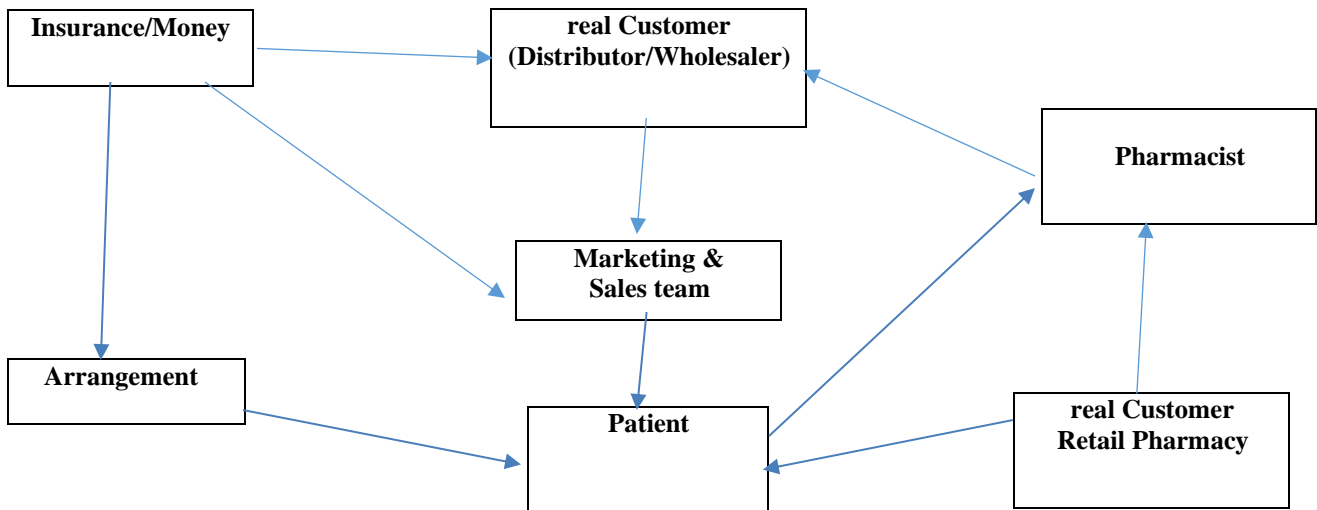 Insurance/Money
real Customer
(Distributor/Wholesaler)
Pharmacist
Marketing &
Sales team
Arrangement
Patient
real Customer
Retail Pharmacy